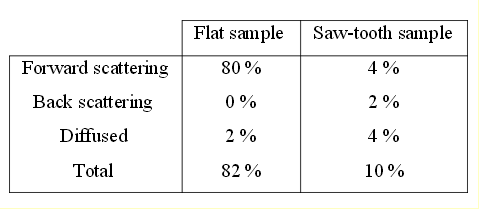 Flat sample Saw-tooth sample
Forward scattering 80 % 4 %
Back scattering 0 % 2 %
Diffused 2 % 4 %
Total 82 % 10 %